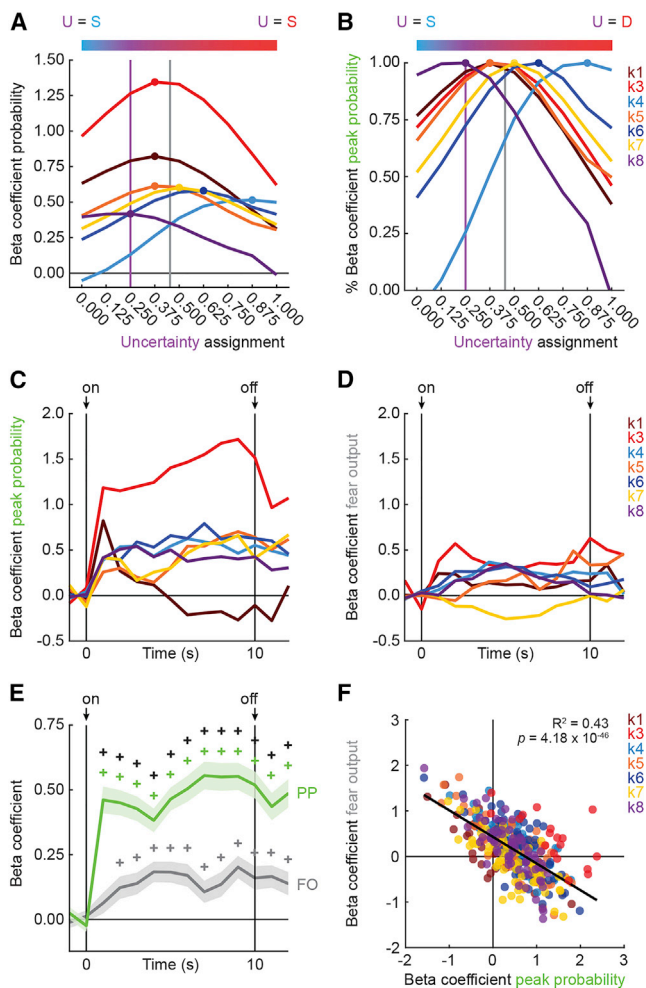 A
B
U = S
U = S
U = S
U = D
Beta coefficient probability
1.50
1.25
1.00
0.75
0.50
0.25
0.00
0.000
0.125
0.250
0.375
0.500
0.625
0.750
0.875
1.000
Uncertainty assignment
% Beta coefficient peak probability
1.00
0.75
0.50
0.25
0.00
0.000
0.125
0.250
0.375
0.500
0.625
0.750
0.875
1.000
Uncertainty assignment
k1
k3
k4
k5
k6
k7
k8
C
on
off
Beta coefficient peak probability
2.0
1.5
1.0
0.5
0.0
-0.5
0
Time (s)
10
D
on
off
Beta coefficient fear output
2.0
1.5
1.0
0.5
0.0
-0.5
0
Time (s)
10
k1
k3
k4
k5
k6
k7
k8
E
on
off
Beta coefficient
0.75
0.50
0.25
0.00
PP
FO
0
Time (s)
10
F
R² = 0.43
p = 4.18 x 10⁻⁴⁶
Beta coefficient fear output
3
2
1
0
-1
-2
-2
-1
0
1
2
3
Beta coefficient peak probability
k1
k3
k4
k5
k6
k7
k8